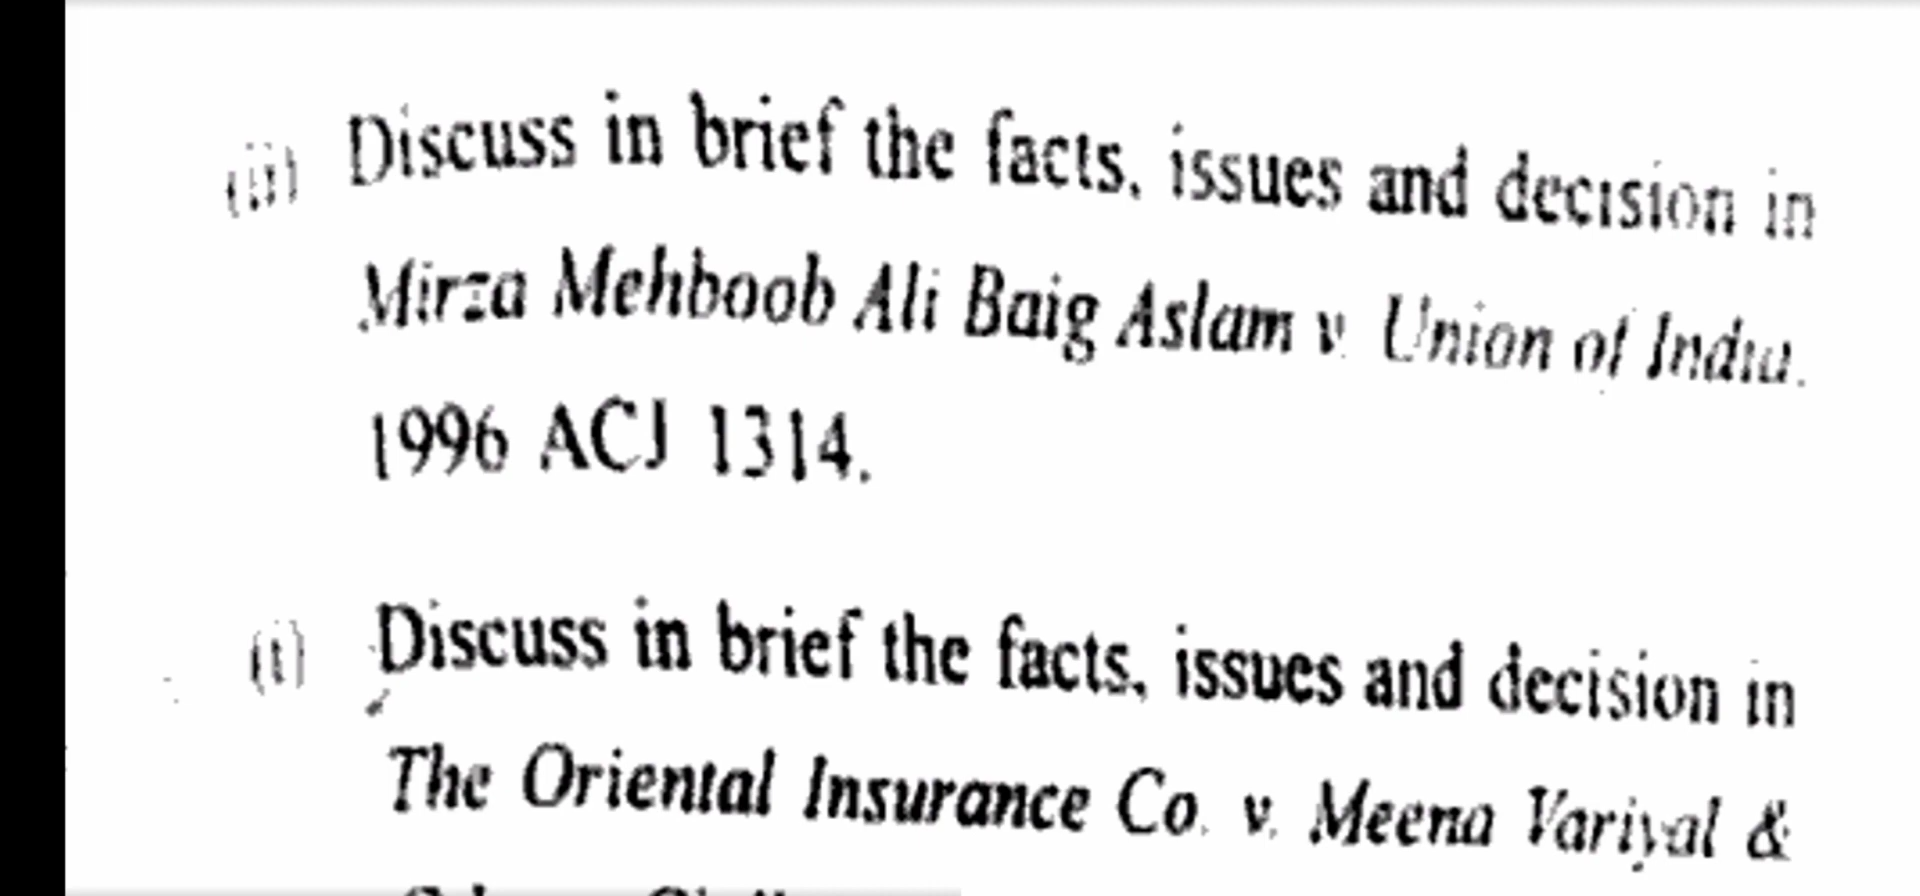 (ii) Discuss in brief the facts, issues and decision in
Mirza Mehboob Ali Baig Aslam v. Union of India,
1996 ACJ 1314.
(i) Discuss in brief the facts, issues and decision in
The Oriental Insurance Co. v. Meena Variyal &